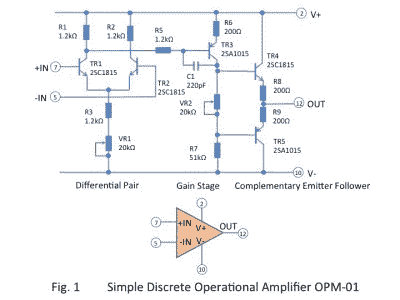 R1
1.2kΩ
R2
1.2kΩ
R5
1.2kΩ
R6
200Ω
2 V+
TR3
2SA1015
TR4
2SC1815
+IN 7
TR1
2SC1815
C1
220pF
TR2
2SC1815
-IN 5
R8
200Ω
VR2
20kΩ
12 OUT
R3
1.2kΩ
R9
200Ω
VR1
20kΩ
R7
51kΩ
TR5
2SA1015
10 V-
Differential Pair Gain Stage Complementary Emitter Follower
2
7 +IN V+ OUT
5 -IN V- 12
10
Fig. 1 Simple Discrete Operational Amplifier OPM-01